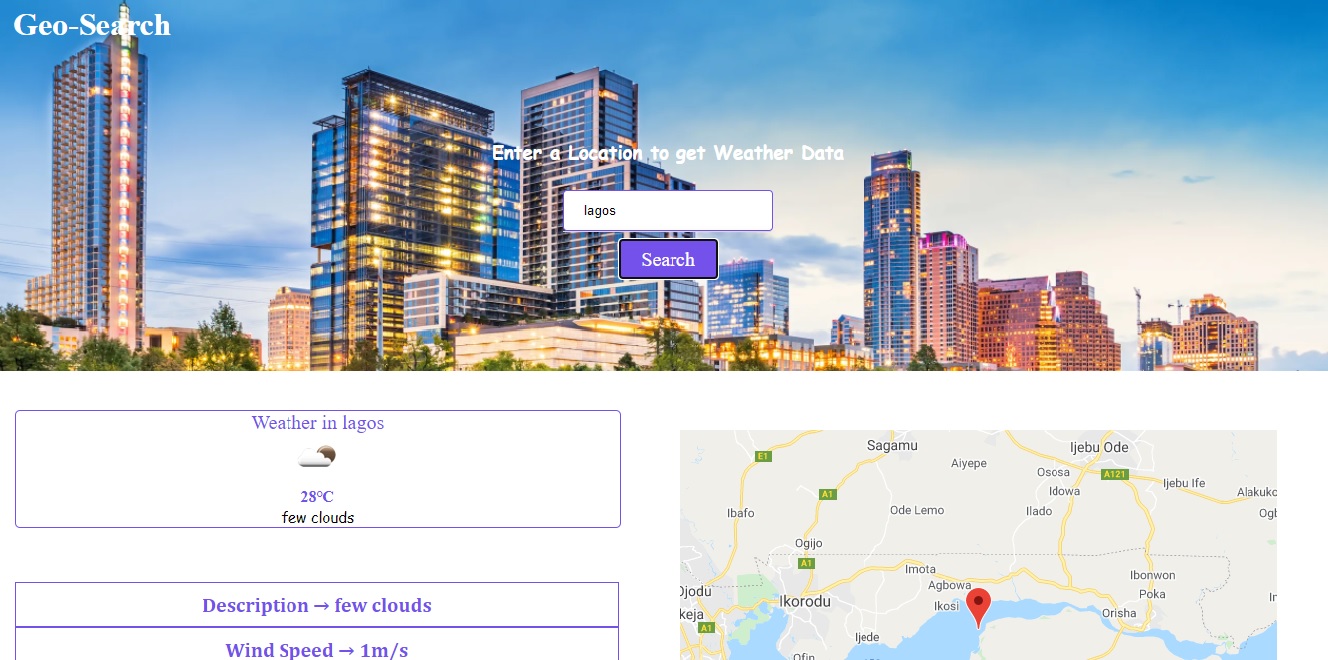 Geo-Search
Enter a Location to get Weather Data
lagos
Search
Weather in lagos
28°C
few clouds
Description → few clouds
Wind Speed → 1m/s
Sagamu
Ijebu Ode
E1
Aiyepe
Ososa
A121
Ijebu Ife
A1
Idowa
Alakuko
Ibafo
Ode Lemo
Ilado
Ogb
Ogijo
A1
Imota
Ibonwon
Agbowa
Ojodu
Ikorodu
Ikosi
Poka
In
keja
Orisha
A1
Ijede
Ofin